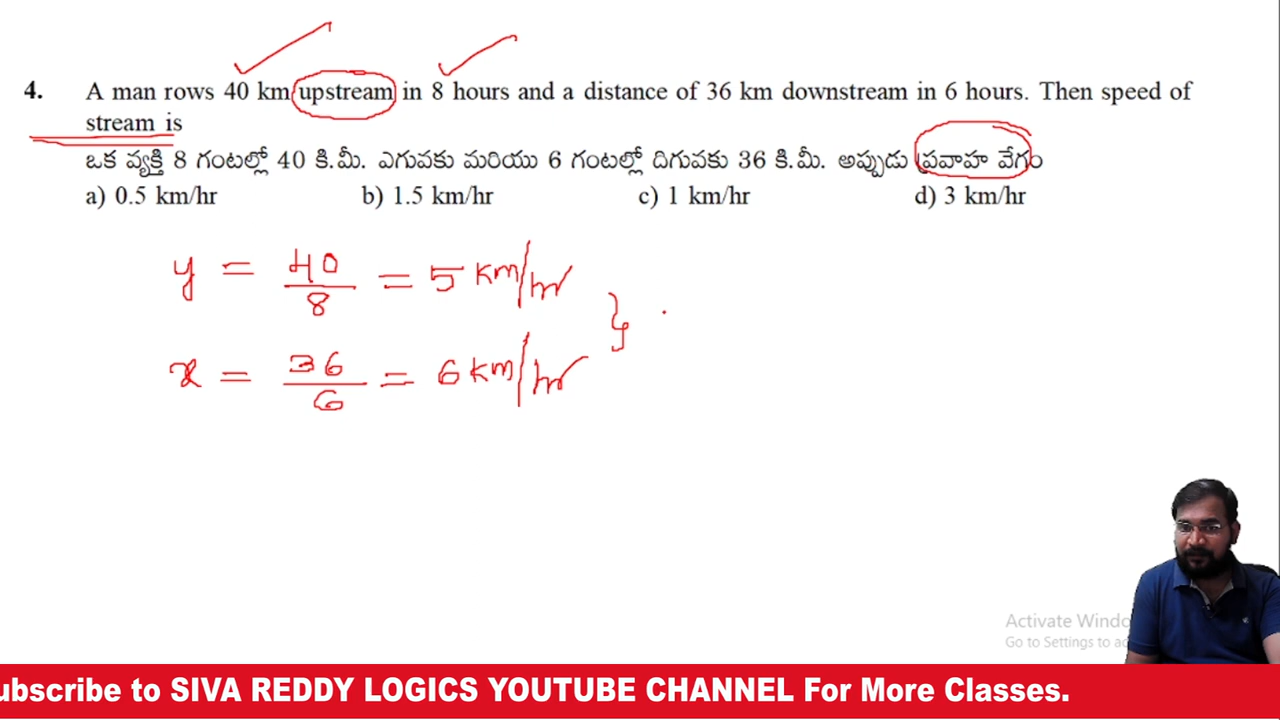 4. A man rows 40 km upstream in 8 hours and a distance of 36 km downstream in 6 hours. Then speed of
stream is
ఒక వ్యక్తి 8 గంటల్లో 40 కి.మీ. ఎగువకు మరియు 6 గంటల్లో దిగువకు 36 కి.మీ. అప్పుడు ప్రవాహ వేగం
a) 0.5 km/hr b) 1.5 km/hr c) 1 km/hr d) 3 km/hr
y = 40/8 = 5 km/hr
x = 36/6 = 6 km/hr
Activate Windo
Go to Settings to ac
ubscribe to SIVA REDDY LOGICS YOUTUBE CHANNEL For More Classes.